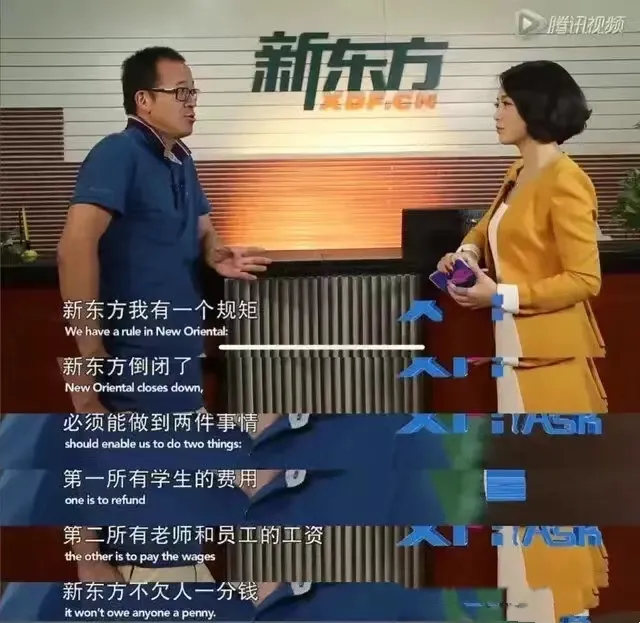 腾讯视频
新东方
XDF.CN
新东方我有一个规矩
We have a rule in New Oriental:
新东方倒闭了
New Oriental closes down,
必须能做到两件事情
should enable us to do two things:
第一所有学生的费用
one is to refund
第二所有老师和员工的工资
the other is to pay the wages
新东方不欠人一分钱
it won't owe anyone a penny.